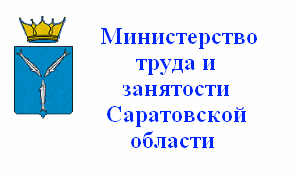 Министерство
труда и
занятости
Саратовской
области